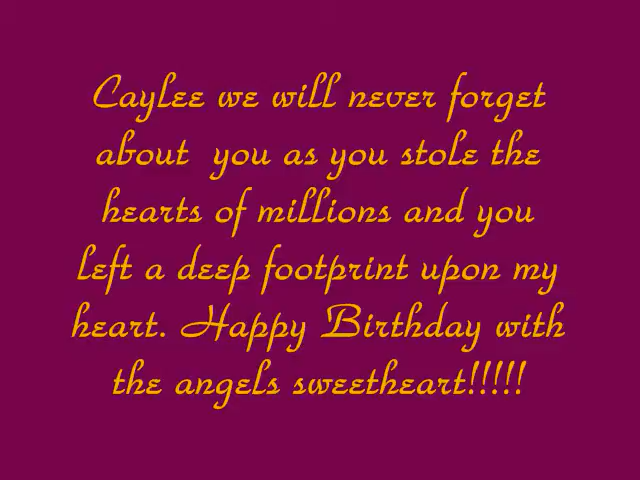 Caylee we will never forget
about you as you stole the
hearts of millions and you
left a deep footprint upon my
heart. Happy Birthday with
the angels sweetheart!!!!!